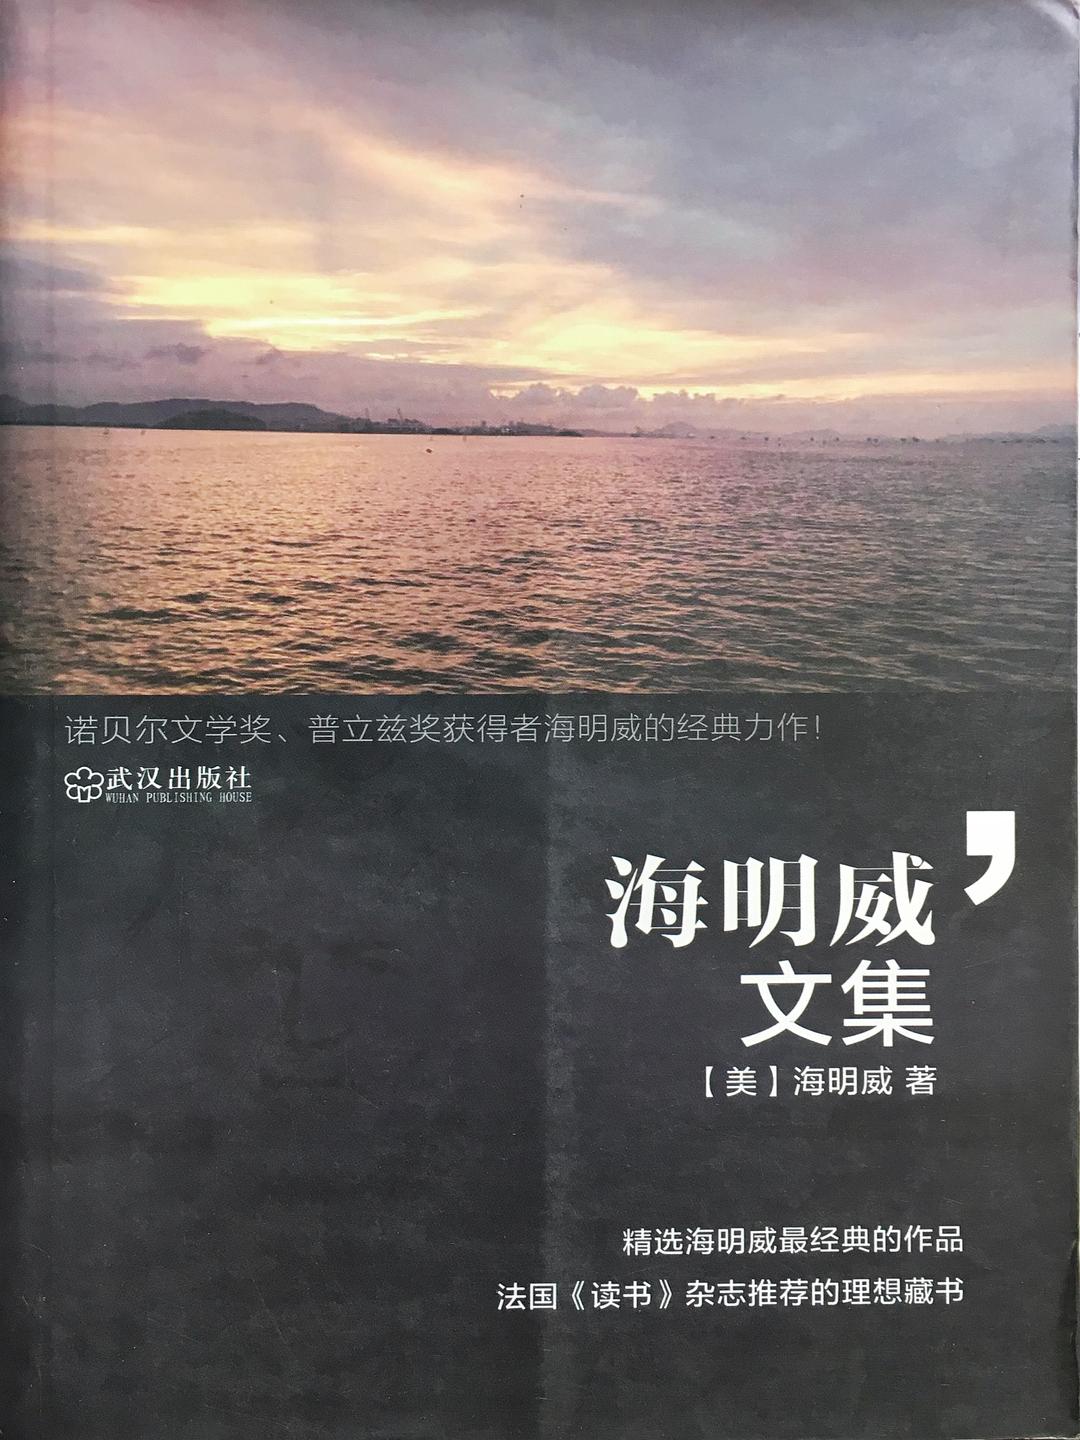 诺贝尔文学奖、普立兹奖获得者海明威的经典力作！
武汉出版社
WUHAN PUBLISHING HOUSE
海明威
文集
【美】海明威 著
精选海明威最经典的作品
法国《读书》杂志推荐的理想藏书